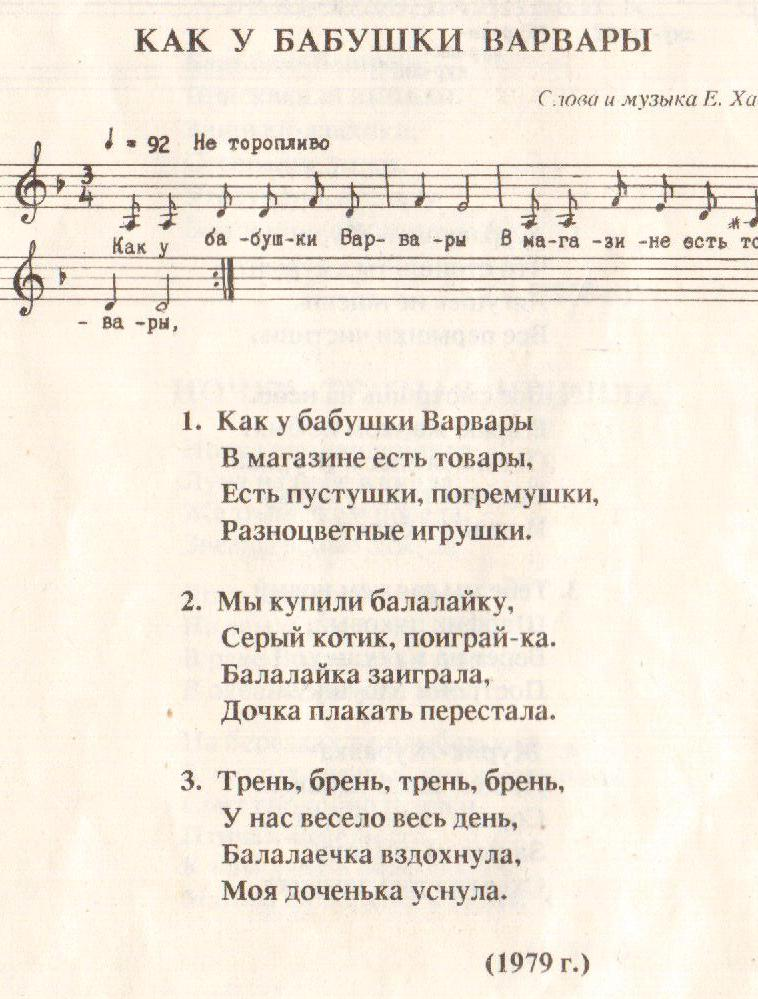 КАК У БАБУШКИ ВАРВАРЫ
Слова и музыка Е. Ха
= 92 Не торопливо
3
4
Как у ба -буш-ки Вар- ва -ры В ма-га -зи -не есть то
- ва -ры,
1. Как у бабушки Варвары
В магазине есть товары,
Есть пустушки, погремушки,
Разноцветные игрушки.
2. Мы купили балалайку,
Серый котик, поиграй-ка.
Балалайка заиграла,
Дочка плакать перестала.
3. Трень, брень, трень, брень,
У нас весело весь день,
Балалаечка вздохнула,
Моя доченька уснула.
(1979 г.)